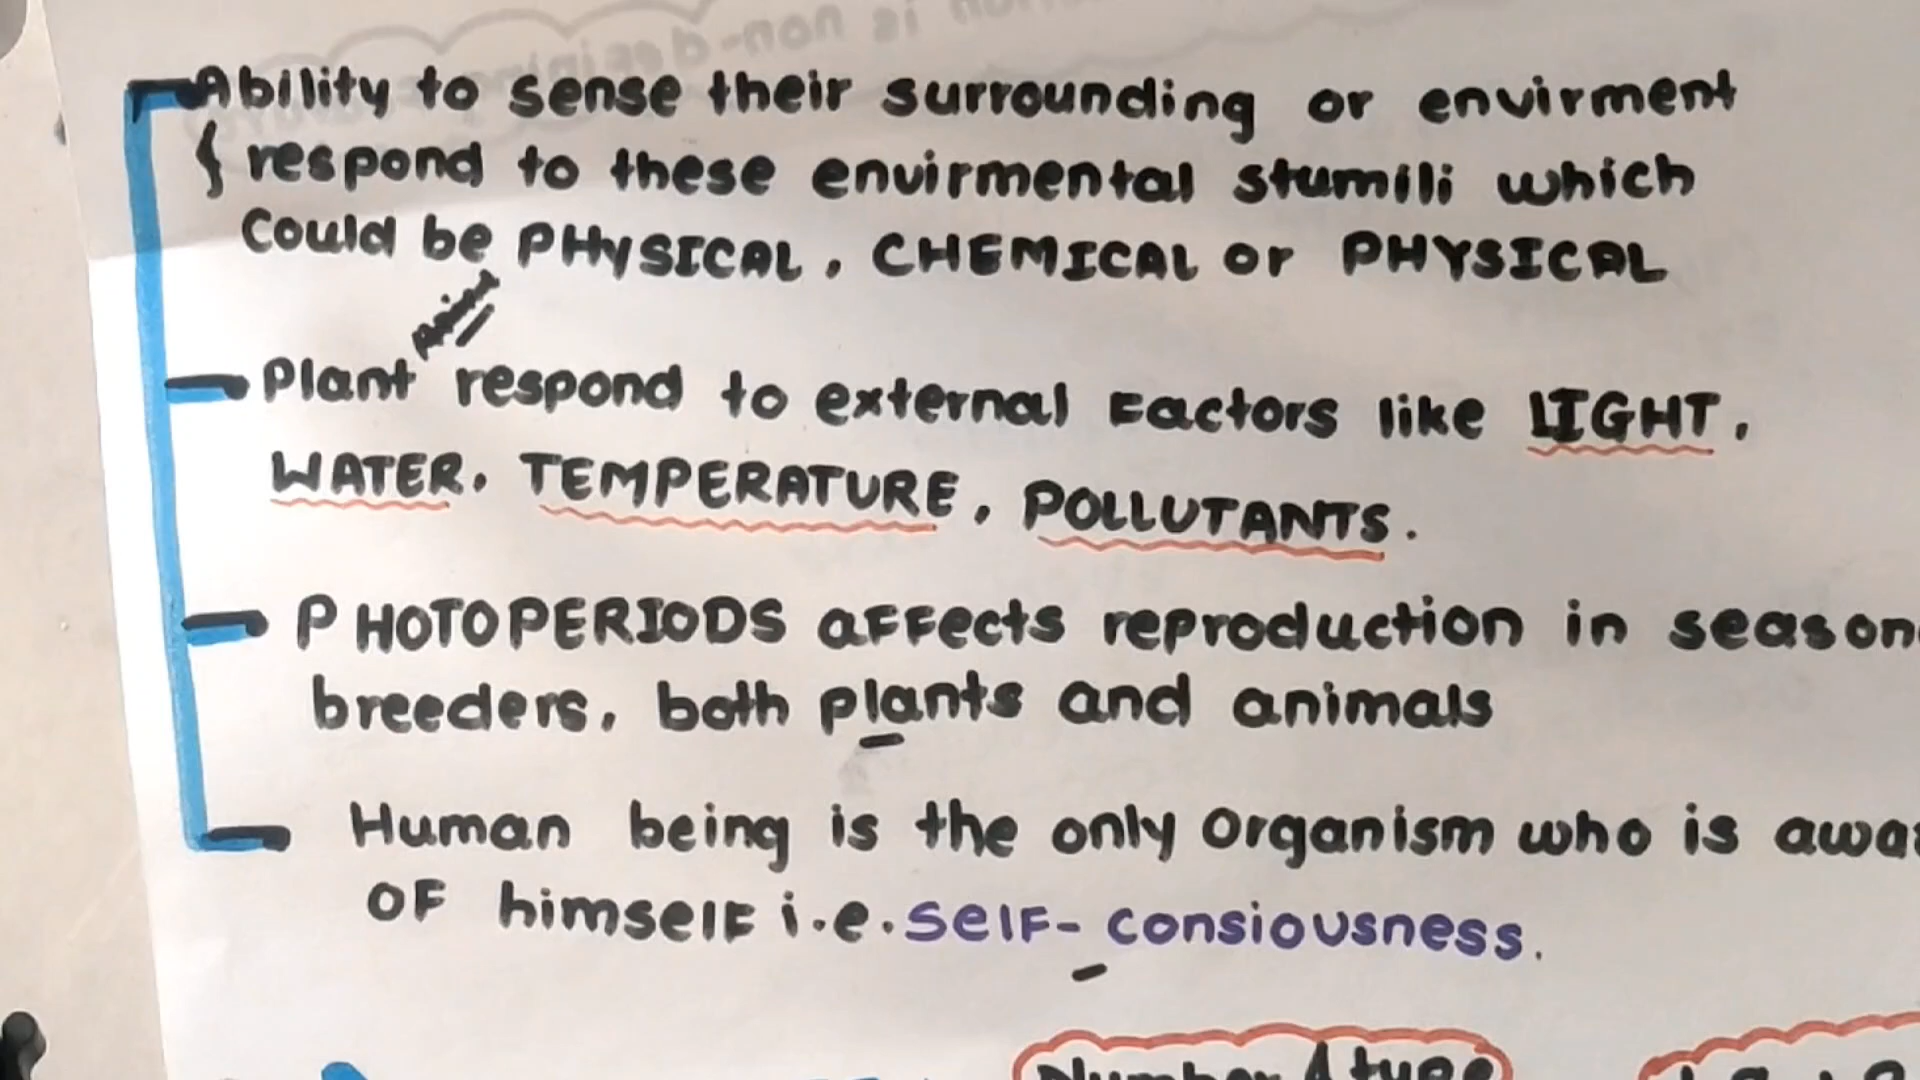 Ability to sense their surrounding or envirment
& respond to these envirmental stumili which
Could be PHYSICAL, CHEMICAL or PHYSICAL
Plant respond to external Factors like LIGHT,
WATER, TEMPERATURE, POLLUTANTS.
PHOTOPERIODS affects reproduction in season
breeders, both plants and animals
Human being is the only organism who is awa
OF himself i.e. self- consiousness.
Number & type